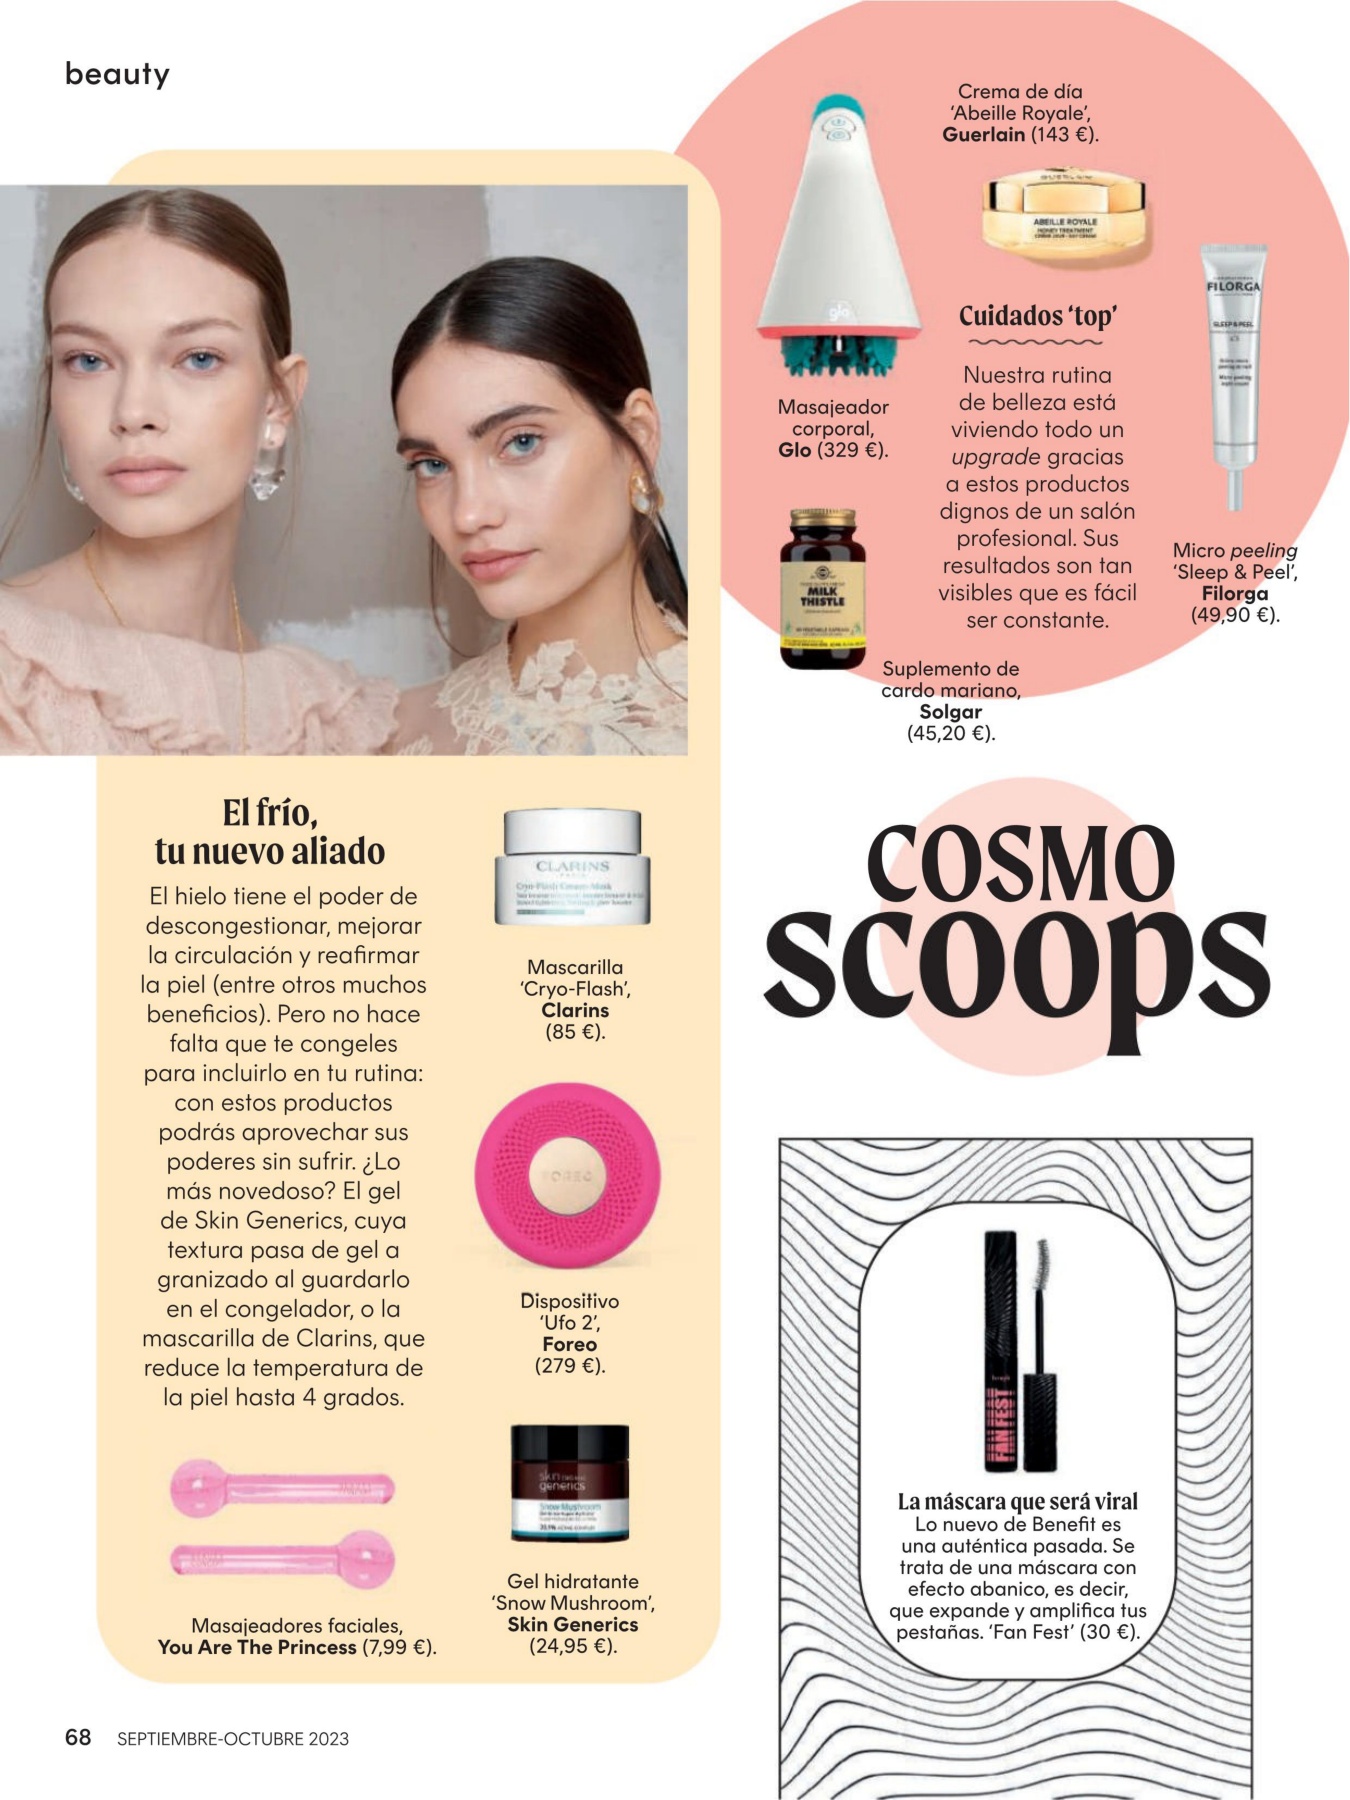 beauty
Crema de día
‘Abeille Royale’,
Guerlain (143 €).
ABEILLE ROYALE
HONEY TREATMENT
glo
FILORGA
SLEEP & PEEL
Cuidados ‘top’
Nuestra rutina
de belleza está
viviendo todo un
upgrade gracias
a estos productos
dignos de un salón
profesional. Sus
resultados son tan
visibles que es fácil
ser constante.
Masajeador
corporal,
Glo (329 €).
MILK
THISTLE
Micro peeling
‘Sleep & Peel’,
Filorga
(49,90 €).
Suplemento de
cardo mariano,
Solgar
(45,20 €).
COSMO
scoops
El frío,
tu nuevo aliado
El hielo tiene el poder de
descongestionar, mejorar
la circulación y reafirmar
la piel (entre otros muchos
beneficios). Pero no hace
falta que te congeles
para incluirlo en tu rutina:
con estos productos
podrás aprovechar sus
poderes sin sufrir. ¿Lo
más novedoso? El gel
de Skin Generics, cuya
textura pasa de gel a
granizado al guardarlo
en el congelador, o la
mascarilla de Clarins, que
reduce la temperatura de
la piel hasta 4 grados.
CLARINS
PARIS
Cryo-Flash Cream-Mask
Mascarilla
‘Cryo-Flash’,
Clarins
(85 €).
FOREO
Dispositivo
‘Ufo 2’,
Foreo
(279 €).
skin
generics
Snow Mushroom
Gel hidratante
‘Snow Mushroom’,
Skin Generics
(24,95 €).
Masajeadores faciales,
You Are The Princess (7,99 €).
benefit
FAN FEST
La máscara que será viral
Lo nuevo de Benefit es
una auténtica pasada. Se
trata de una máscara con
efecto abanico, es decir,
que expande y amplifica tus
pestañas. ‘Fan Fest’ (30 €).
68 SEPTIEMBRE-OCTUBRE 2023